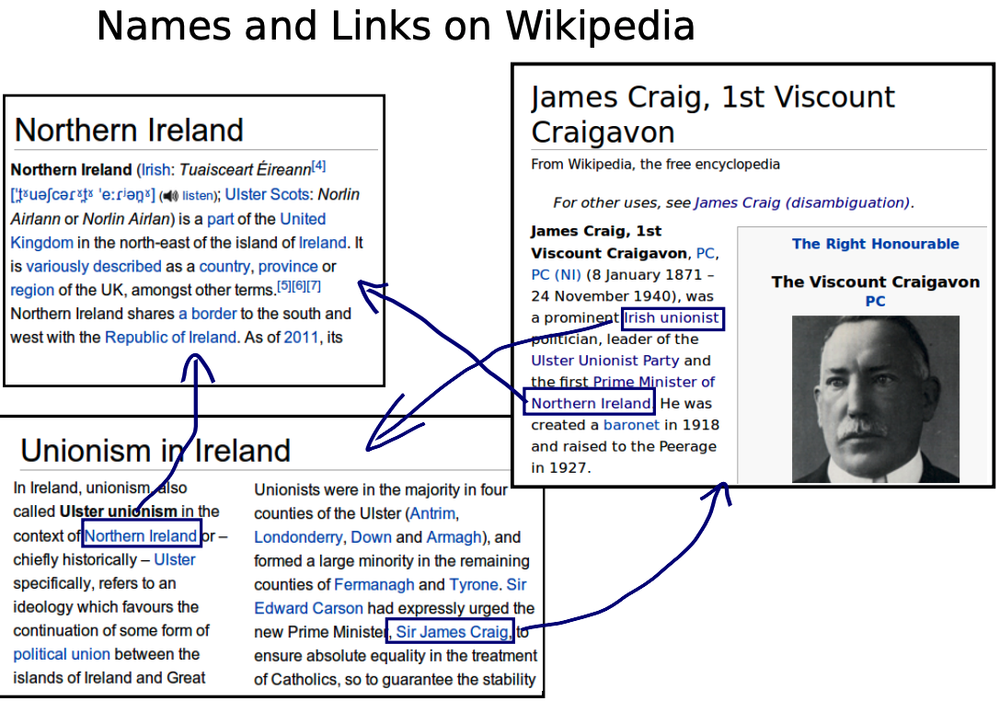 Names and Links on Wikipedia
Northern Ireland
Northern Ireland (Irish: Tuaisceart Éireann[4]
(listen); Ulster Scots: Norlin
Airlann or Norlin Airlan) is a part of the United
Kingdom in the north-east of the island of Ireland. It
is variously described as a country, province or
region of the UK, amongst other terms.[5][6][7]
Northern Ireland shares a border to the south and
west with the Republic of Ireland. As of 2011, its
James Craig, 1st Viscount
Craigavon
From Wikipedia, the free encyclopedia
For other uses, see James Craig (disambiguation).
James Craig, 1st
Viscount Craigavon, PC,
PC (NI) (8 January 1871 –
24 November 1940), was
a prominent Irish unionist
politician, leader of the
Ulster Unionist Party and
the first Prime Minister of
Northern Ireland. He was
created a baronet in 1918
and raised to the Peerage
in 1927.
The Right Honourable
The Viscount Craigavon
PC
Unionism in Ireland
In Ireland, unionism, also
called Ulster unionism in the
context of Northern Ireland or –
chiefly historically – Ulster
specifically, refers to an
ideology which favours the
continuation of some form of
political union between the
islands of Ireland and Great
Unionists were in the majority in four
counties of the Ulster (Antrim,
Londonderry, Down and Armagh), and
formed a large minority in the remaining
counties of Fermanagh and Tyrone. Sir
Edward Carson had expressly urged the
new Prime Minister, Sir James Craig, to
ensure absolute equality in the treatment
of Catholics, so to guarantee the stability